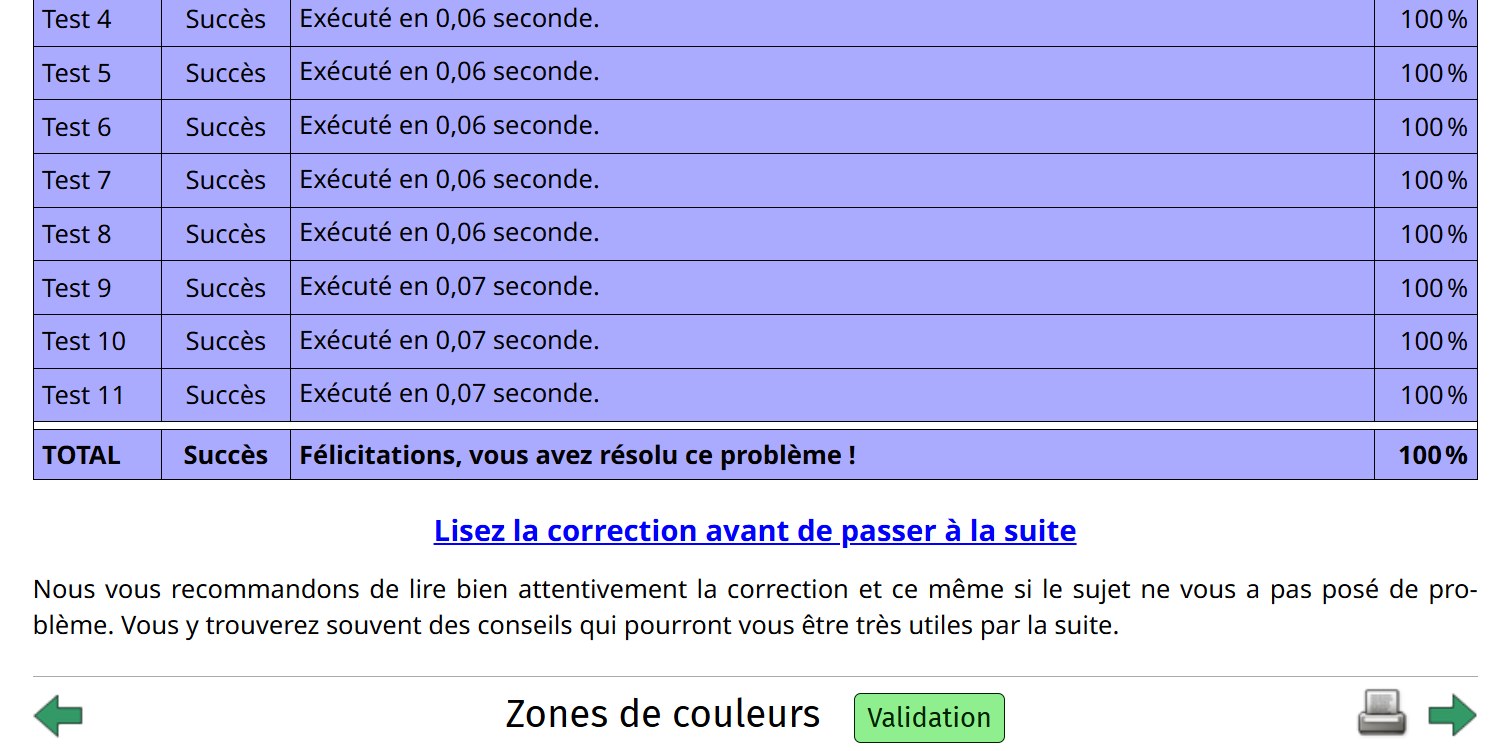 Test 4 Succès Exécuté en 0,06 seconde. 100 %
Test 5 Succès Exécuté en 0,06 seconde. 100 %
Test 6 Succès Exécuté en 0,06 seconde. 100 %
Test 7 Succès Exécuté en 0,06 seconde. 100 %
Test 8 Succès Exécuté en 0,06 seconde. 100 %
Test 9 Succès Exécuté en 0,07 seconde. 100 %
Test 10 Succès Exécuté en 0,07 seconde. 100 %
Test 11 Succès Exécuté en 0,07 seconde. 100 %
TOTAL Succès Félicitations, vous avez résolu ce problème ! 100 %
Lisez la correction avant de passer à la suite
Nous vous recommandons de lire bien attentivement la correction et ce même si le sujet ne vous a pas posé de pro-
blème. Vous y trouverez souvent des conseils qui pourront vous être très utiles par la suite.
Zones de couleurs Validation